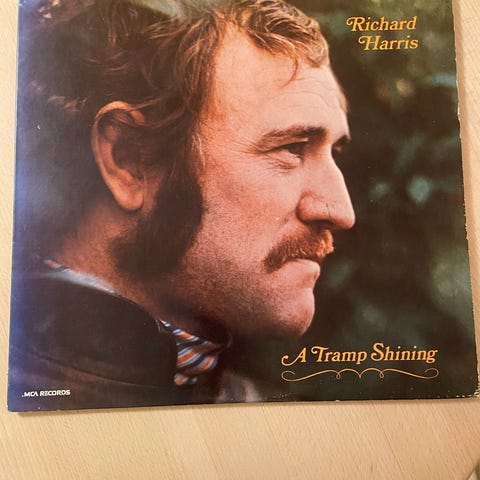 Richard
Harris
A Tramp Shining
MCA RECORDS